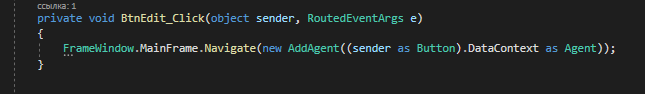 ссылка: 1
private void BtnEdit_Click(object sender, RoutedEventArgs e)
{
FrameWindow.MainFrame.Navigate(new AddAgent((sender as Button).DataContext as Agent));
}